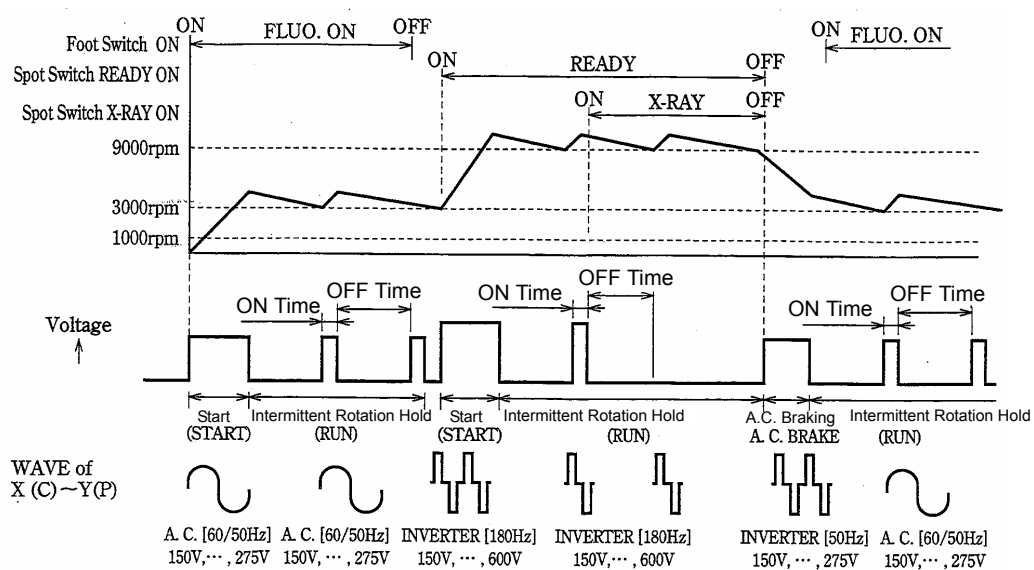 ON FLUO. ON OFF ON FLUO. ON
Foot Switch ON
ON READY OFF
Spot Switch READY ON
ON X-RAY OFF
Spot Switch X-RAY ON
9000rpm
3000rpm
1000rpm
ON Time OFF Time ON Time OFF Time ON Time OFF Time
Voltage
Start Intermittent Rotation Hold Start Intermittent Rotation Hold A.C. Braking Intermittent Rotation Hold
(START) (RUN) (START) (RUN) A. C. BRAKE (RUN)
WAVE of
X (C)~Y(P)
A. C. [60/50Hz] A. C. [60/50Hz] INVERTER [180Hz] INVERTER [180Hz] INVERTER [50Hz] A. C. [60/50Hz]
150V,⋯, 275V 150V,⋯, 275V 150V,⋯, 600V 150V,⋯, 600V 150V,⋯, 275V 150V,⋯, 275V